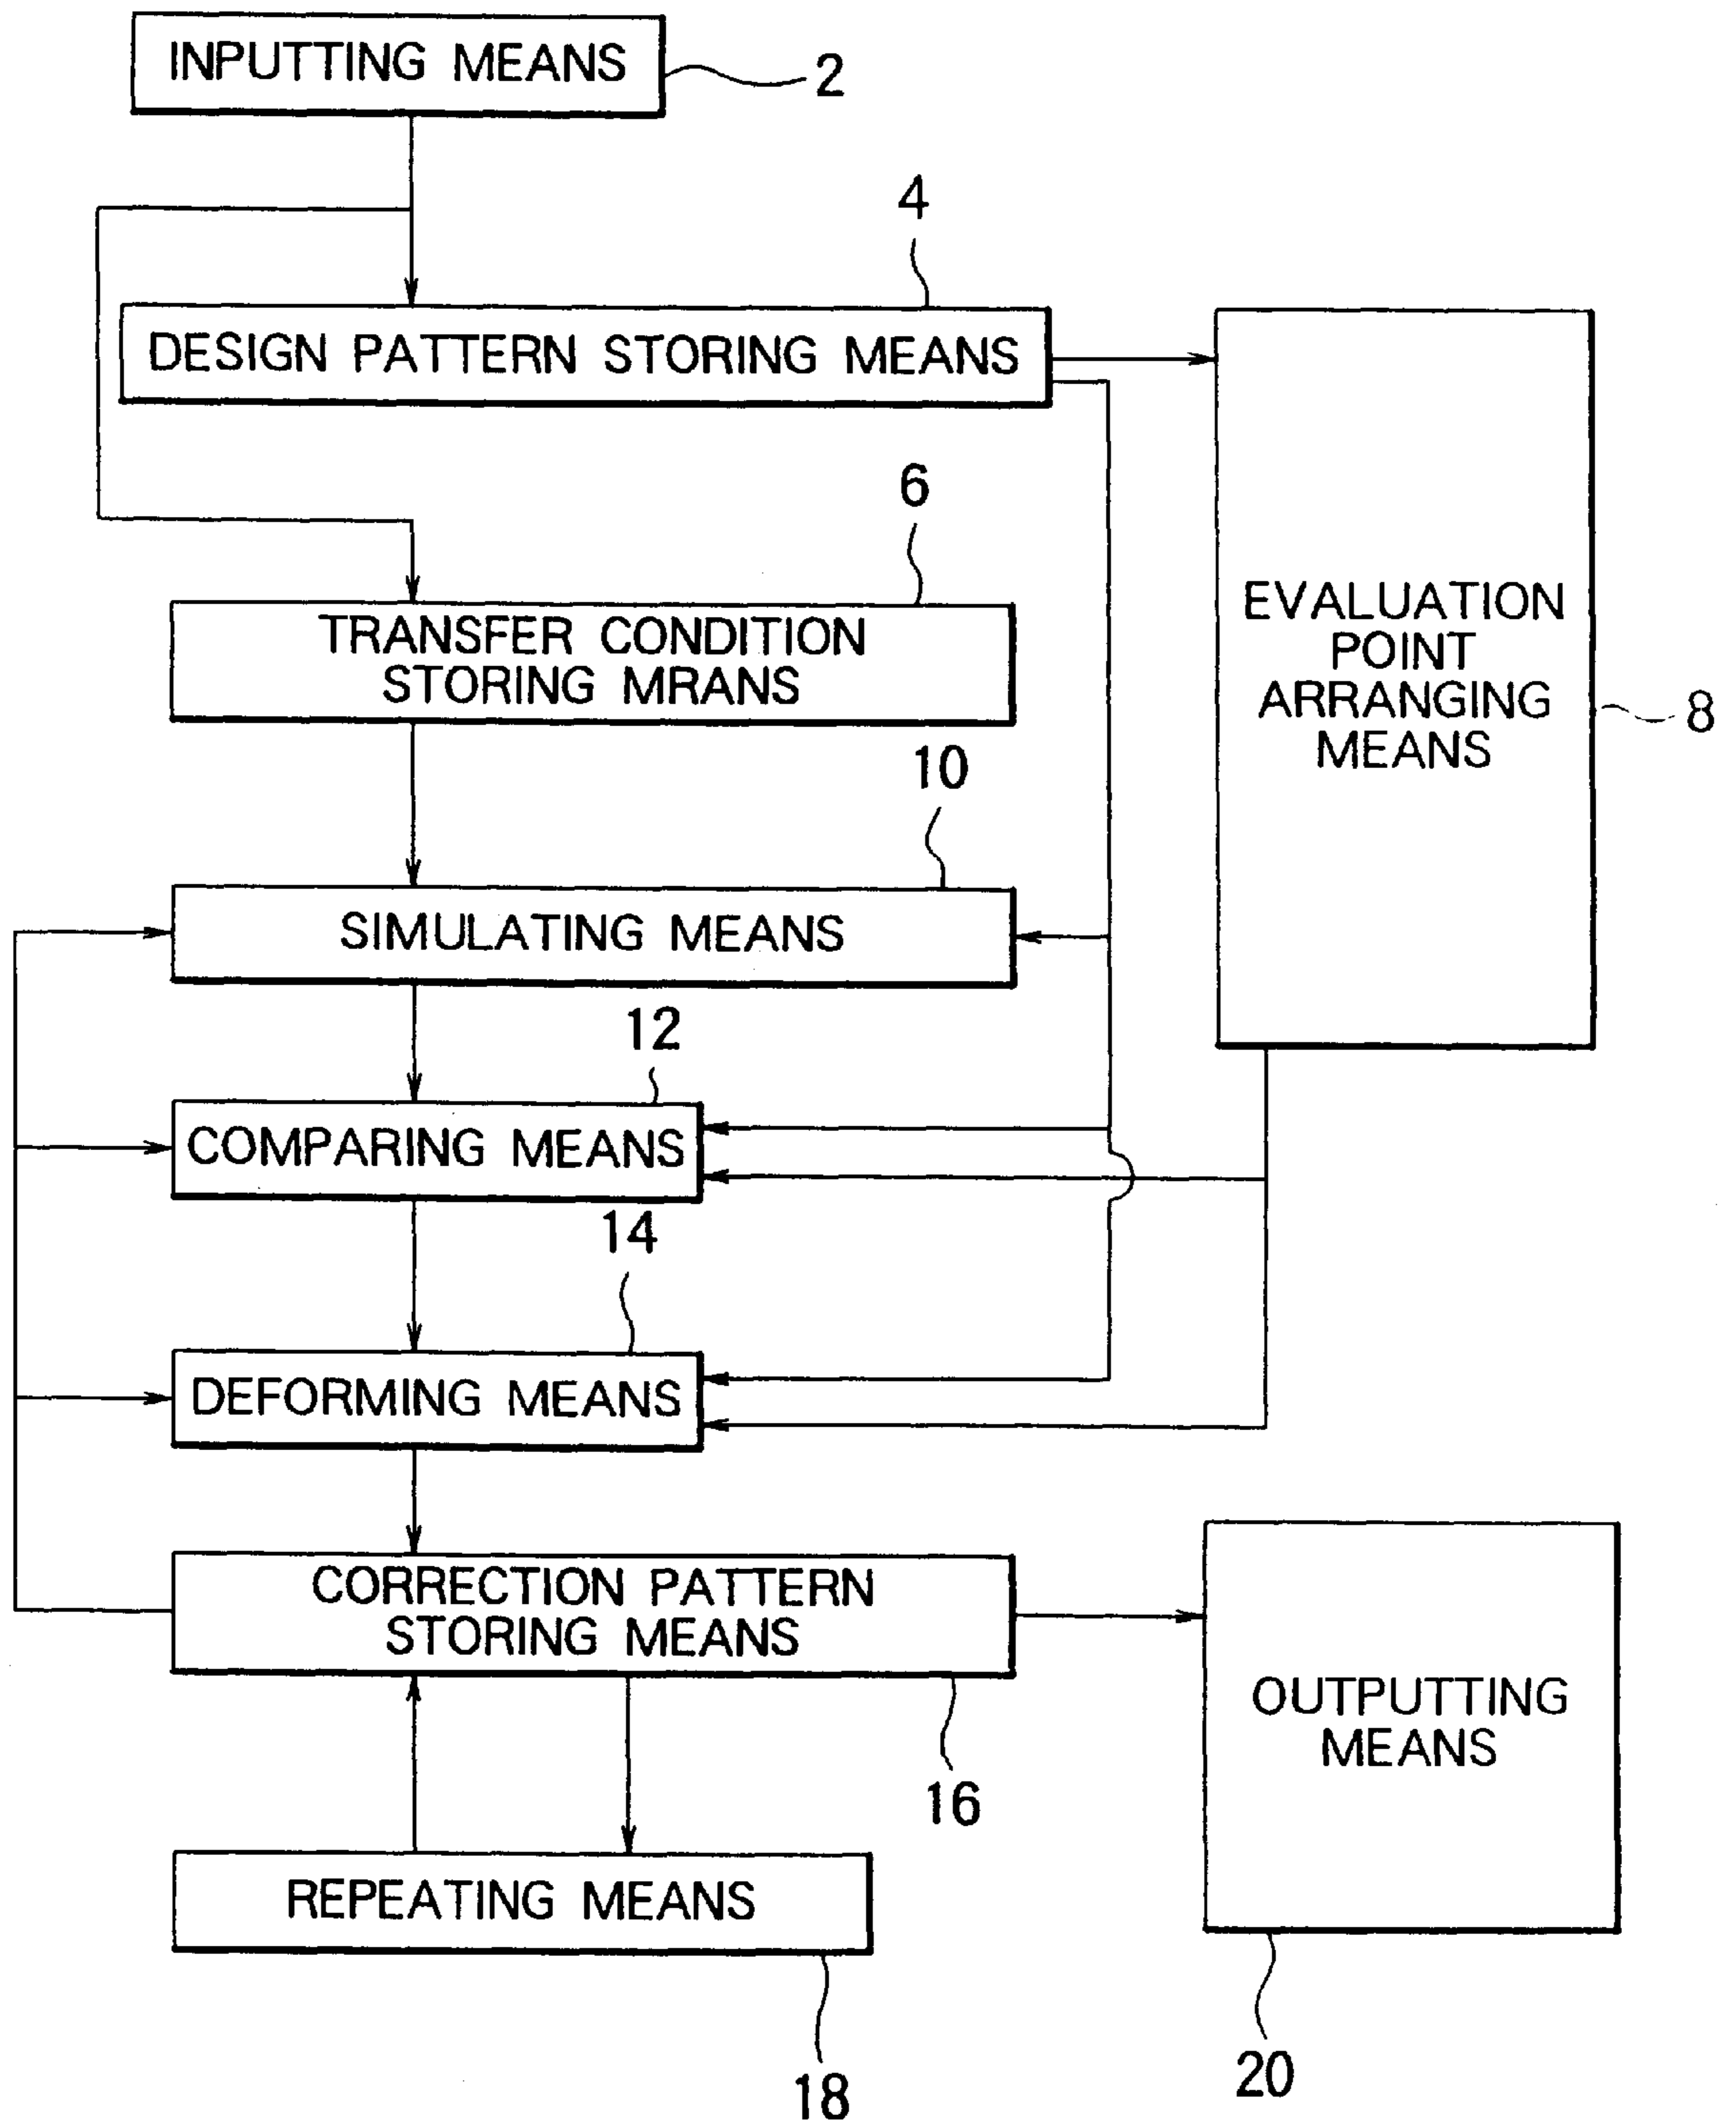 INPUTTING MEANS
2
4
DESIGN PATTERN STORING MEANS
6
TRANSFER CONDITION
STORING MRANS
EVALUATION
POINT
ARRANGING
MEANS
8
10
SIMULATING MEANS
12
COMPARING MEANS
14
DEFORMING MEANS
CORRECTION PATTERN
STORING MEANS
16
OUTPUTTING
MEANS
REPEATING MEANS
18
20